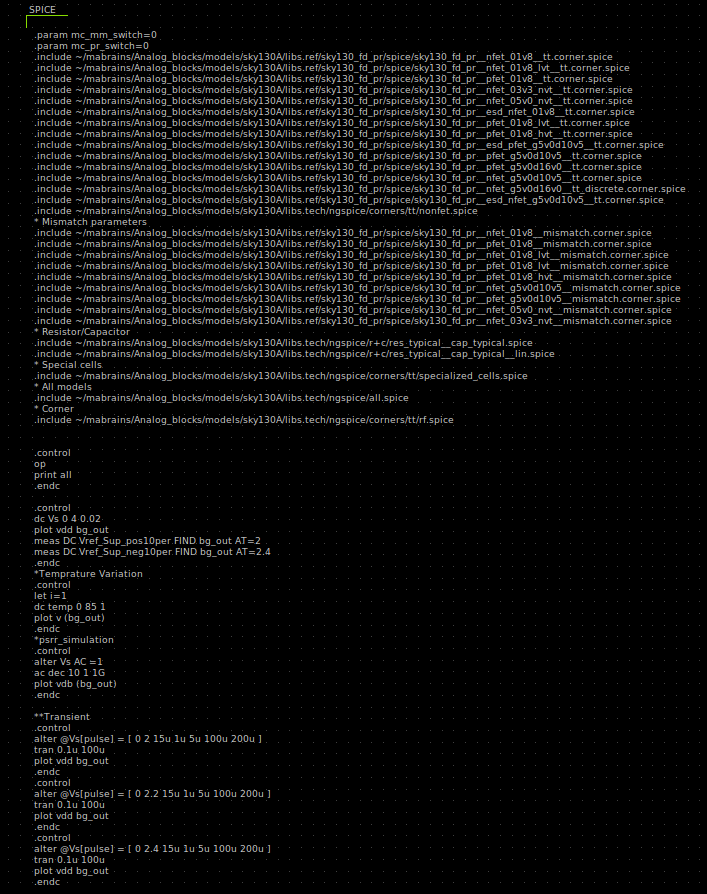 SPICE
.param mc_mm_switch=0
.param mc_pr_switch=0
.include ~/mabrains/Analog_blocks/models/sky130A/libs.ref/sky130_fd_pr/spice/sky130_fd_pr__nfet_01v8__tt.corner.spice
.include ~/mabrains/Analog_blocks/models/sky130A/libs.ref/sky130_fd_pr/spice/sky130_fd_pr__nfet_01v8_lvt__tt.corner.spice
.include ~/mabrains/Analog_blocks/models/sky130A/libs.ref/sky130_fd_pr/spice/sky130_fd_pr__pfet_01v8__tt.corner.spice
.include ~/mabrains/Analog_blocks/models/sky130A/libs.ref/sky130_fd_pr/spice/sky130_fd_pr__nfet_03v3_nvt__tt.corner.spice
.include ~/mabrains/Analog_blocks/models/sky130A/libs.ref/sky130_fd_pr/spice/sky130_fd_pr__nfet_05v0_nvt__tt.corner.spice
.include ~/mabrains/Analog_blocks/models/sky130A/libs.ref/sky130_fd_pr/spice/sky130_fd_pr__esd_nfet_01v8__tt.corner.spice
.include ~/mabrains/Analog_blocks/models/sky130A/libs.ref/sky130_fd_pr/spice/sky130_fd_pr__pfet_01v8_lvt__tt.corner.spice
.include ~/mabrains/Analog_blocks/models/sky130A/libs.ref/sky130_fd_pr/spice/sky130_fd_pr__pfet_01v8_hvt__tt.corner.spice
.include ~/mabrains/Analog_blocks/models/sky130A/libs.ref/sky130_fd_pr/spice/sky130_fd_pr__esd_pfet_g5v0d10v5__tt.corner.spice
.include ~/mabrains/Analog_blocks/models/sky130A/libs.ref/sky130_fd_pr/spice/sky130_fd_pr__pfet_g5v0d10v5__tt.corner.spice
.include ~/mabrains/Analog_blocks/models/sky130A/libs.ref/sky130_fd_pr/spice/sky130_fd_pr__pfet_g5v0d16v0__tt.corner.spice
.include ~/mabrains/Analog_blocks/models/sky130A/libs.ref/sky130_fd_pr/spice/sky130_fd_pr__nfet_g5v0d10v5__tt.corner.spice
.include ~/mabrains/Analog_blocks/models/sky130A/libs.ref/sky130_fd_pr/spice/sky130_fd_pr__nfet_g5v0d16v0__tt_discrete.corner.spice
.include ~/mabrains/Analog_blocks/models/sky130A/libs.ref/sky130_fd_pr/spice/sky130_fd_pr__esd_nfet_g5v0d10v5__tt.corner.spice
.include ~/mabrains/Analog_blocks/models/sky130A/libs.tech/ngspice/corners/tt/nonfet.spice
* Mismatch parameters
.include ~/mabrains/Analog_blocks/models/sky130A/libs.ref/sky130_fd_pr/spice/sky130_fd_pr__nfet_01v8__mismatch.corner.spice
.include ~/mabrains/Analog_blocks/models/sky130A/libs.ref/sky130_fd_pr/spice/sky130_fd_pr__pfet_01v8__mismatch.corner.spice
.include ~/mabrains/Analog_blocks/models/sky130A/libs.ref/sky130_fd_pr/spice/sky130_fd_pr__nfet_01v8_lvt__mismatch.corner.spice
.include ~/mabrains/Analog_blocks/models/sky130A/libs.ref/sky130_fd_pr/spice/sky130_fd_pr__pfet_01v8_lvt__mismatch.corner.spice
.include ~/mabrains/Analog_blocks/models/sky130A/libs.ref/sky130_fd_pr/spice/sky130_fd_pr__pfet_01v8_hvt__mismatch.corner.spice
.include ~/mabrains/Analog_blocks/models/sky130A/libs.ref/sky130_fd_pr/spice/sky130_fd_pr__nfet_g5v0d10v5__mismatch.corner.spice
.include ~/mabrains/Analog_blocks/models/sky130A/libs.ref/sky130_fd_pr/spice/sky130_fd_pr__pfet_g5v0d10v5__mismatch.corner.spice
.include ~/mabrains/Analog_blocks/models/sky130A/libs.ref/sky130_fd_pr/spice/sky130_fd_pr__nfet_05v0_nvt__mismatch.corner.spice
.include ~/mabrains/Analog_blocks/models/sky130A/libs.ref/sky130_fd_pr/spice/sky130_fd_pr__nfet_03v3_nvt__mismatch.corner.spice
* Resistor/Capacitor
.include ~/mabrains/Analog_blocks/models/sky130A/libs.tech/ngspice/r+c/res_typical__cap_typical.spice
.include ~/mabrains/Analog_blocks/models/sky130A/libs.tech/ngspice/r+c/res_typical__cap_typical__lin.spice
* Special cells
.include ~/mabrains/Analog_blocks/models/sky130A/libs.tech/ngspice/corners/tt/specialized_cells.spice
* All models
.include ~/mabrains/Analog_blocks/models/sky130A/libs.tech/ngspice/all.spice
* Corner
.include ~/mabrains/Analog_blocks/models/sky130A/libs.tech/ngspice/corners/tt/rf.spice
.control
op
print all
.endc
.control
dc Vs 0 4 0.02
plot vdd bg_out
meas DC Vref_Sup_pos10per FIND bg_out AT=2
meas DC Vref_Sup_neg10per FIND bg_out AT=2.4
.endc
*Temprature Variation
.control
let i=1
dc temp 0 85 1
plot v (bg_out)
.endc
*psrr_simulation
.control
alter Vs AC =1
ac dec 10 1 1G
plot vdb (bg_out)
.endc
**Transient
.control
alter @Vs[pulse] = [ 0 2 15u 1u 5u 100u 200u ]
tran 0.1u 100u
plot vdd bg_out
.endc
.control
alter @Vs[pulse] = [ 0 2.2 15u 1u 5u 100u 200u ]
tran 0.1u 100u
plot vdd bg_out
.endc
.control
alter @Vs[pulse] = [ 0 2.4 15u 1u 5u 100u 200u ]
tran 0.1u 100u
plot vdd bg_out
.endc